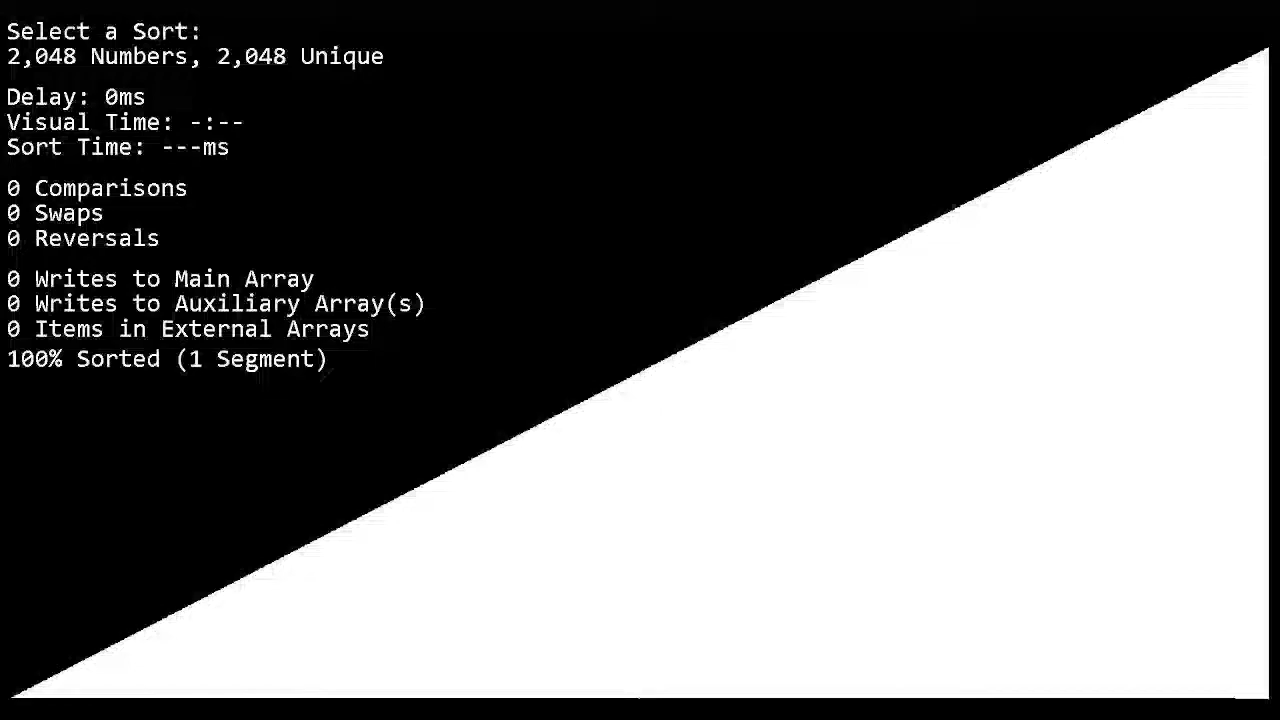 Select a Sort:
2,048 Numbers, 2,048 Unique
Delay: 0ms
Visual Time: -:--
Sort Time: ---ms
0 Comparisons
0 Swaps
0 Reversals
0 Writes to Main Array
0 Writes to Auxiliary Array(s)
0 Items in External Arrays
100% Sorted (1 Segment)